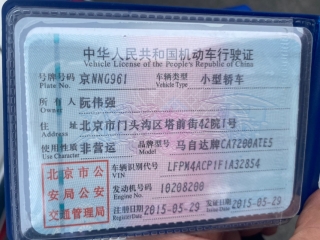 中华人民共和国机动车行驶证
Vehicle License of the People's Republic of China
号牌号码 京NNG961 车辆类型 小型轿车
Plate No. Vehicle Type
所有人 阮伟强
Owner
住址 北京市门头沟区塔前街42院1号
Address
使用性质 非营运 品牌型号 马自达牌CA7200ATE5
Use Character Model
北京市公安局公安交通管理局
车辆识别代号 LFPM4ACP1F1A32854
VIN
发动机号码 10208200
Engine No.
注册日期 2015-05-29 发证日期 2015-05-29
Register Date Issue Date